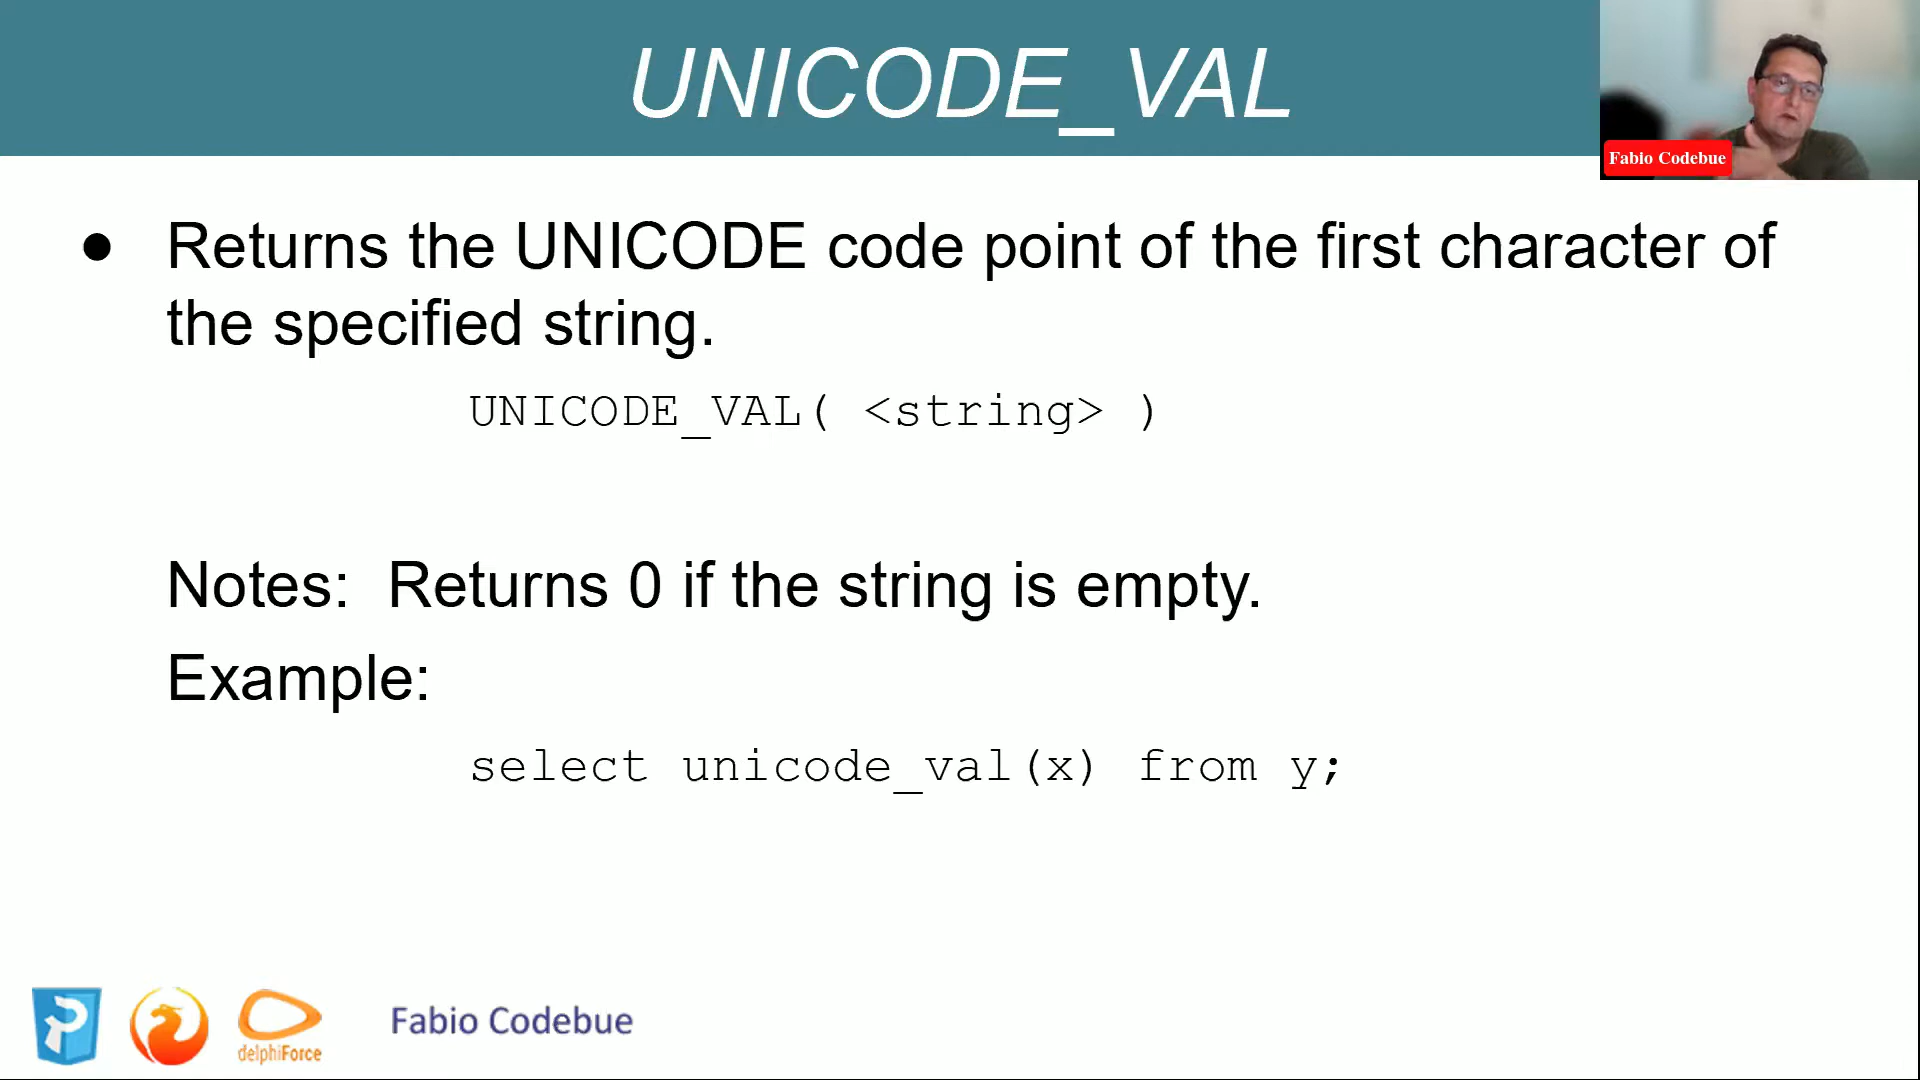 UNICODE_VAL
Fabio Codebue
● Returns the UNICODE code point of the first character of
the specified string.
UNICODE_VAL( <string> )
Notes: Returns 0 if the string is empty.
Example:
select unicode_val(x) from y;
delphiForce
Fabio Codebue